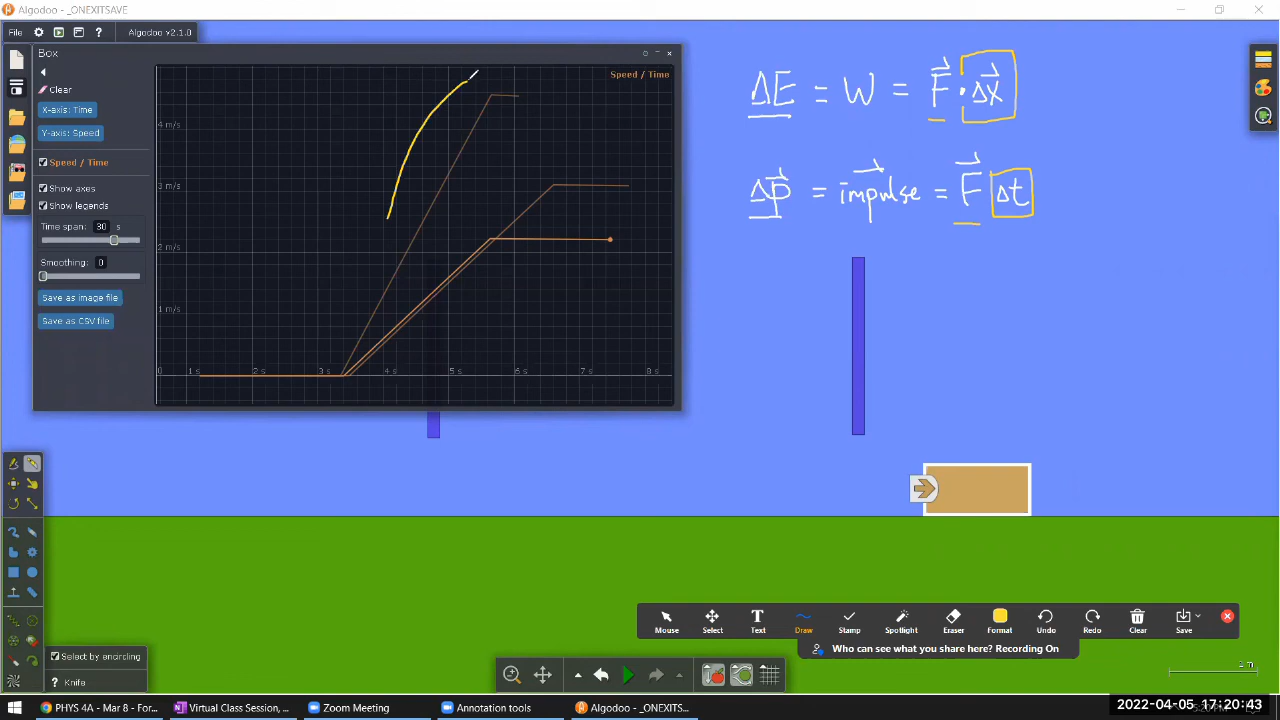 Algodoo - _ONEXITSAVE
File ? Algodoo v2.1.0
Box
Clear
X-axis: Time
Y-axis: Speed
Speed / Time
Show axes
Show legends
Time span: 30 s
Smoothing: 0
Save as image file
Save as CSV file
Speed / Time
4 m/s
3 m/s
2 m/s
1 m/s
0 1 s 2 s 3 s 4 s 5 s 6 s 7 s 8 s
ΔE = W = F⃗ · Δx⃗
Δp⃗ = impulse⃗ = F⃗ Δt
Mouse Select Text Draw Stamp Spotlight Eraser Format Undo Redo Clear Save
Who can see what you share here? Recording On
Select by encircling
? Knife
1 m
PHYS 4A - Mar 8 - For... Virtual Class Session, ... Zoom Meeting Annotation tools Algodoo - _ONEXITS...
2022-04-05 17:20:43